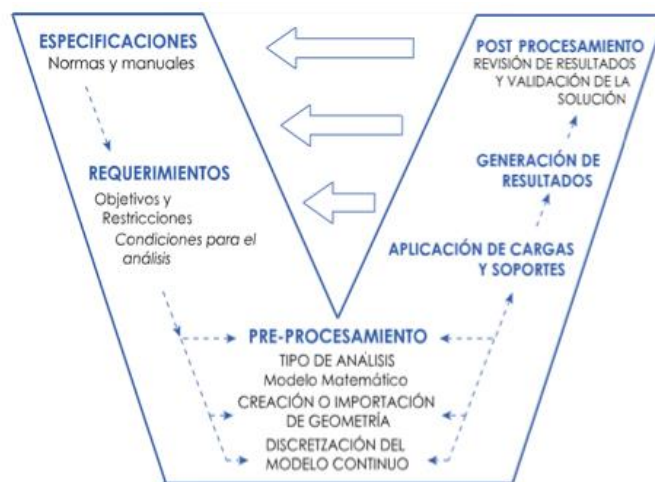 ESPECIFICACIONES
Normas y manuales
REQUERIMIENTOS
Objetivos y
Restricciones
Condiciones para el
análisis
PRE-PROCESAMIENTO
TIPO DE ANÁLISIS
Modelo Matemático
CREACIÓN O IMPORTACIÓN
DE GEOMETRÍA
DISCRETZACIÓN DEL
MODELO CONTINUO
APLICACIÓN DE CARGAS
Y SOPORTES
GENERACIÓN DE
RESULTADOS
POST PROCESAMIENTO
REVISIÓN DE RESULTADOS
Y VALIDACIÓN DE LA
SOLUCIÓN